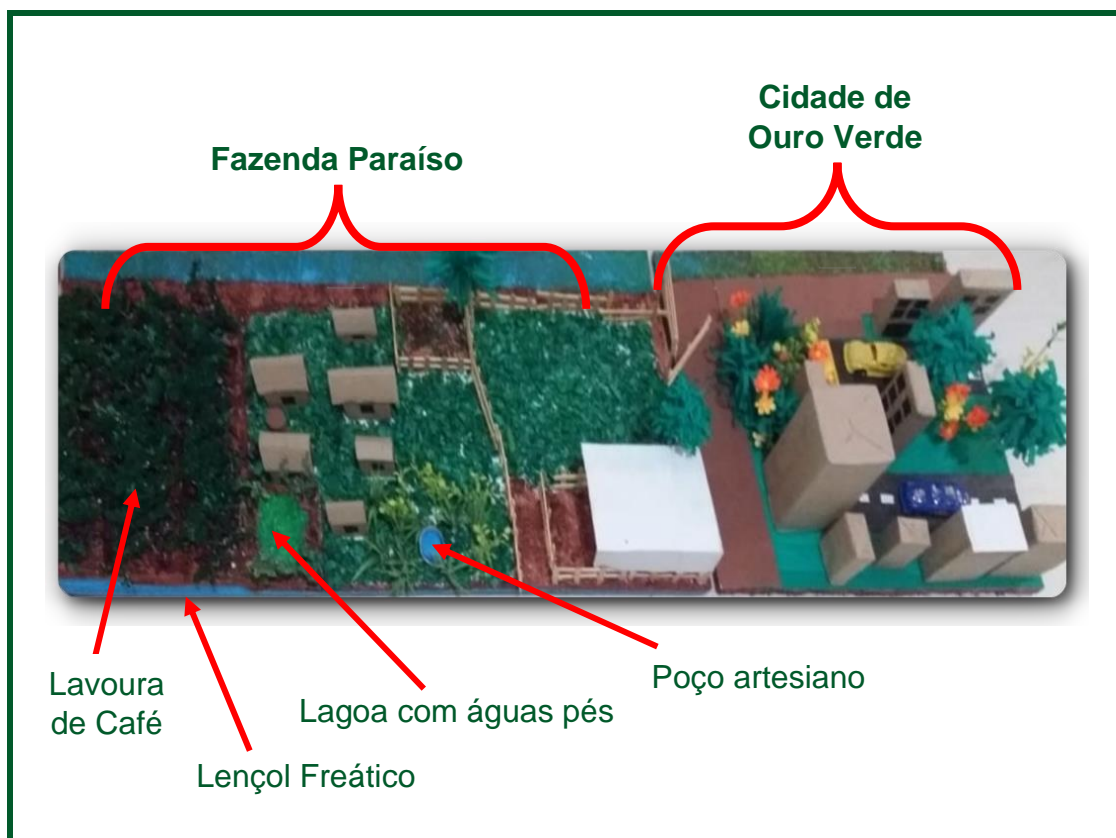 Cidade de
Ouro Verde
Fazenda Paraíso
Poço artesiano
Lavoura
de Café
Lagoa com águas pés
Lençol Freático